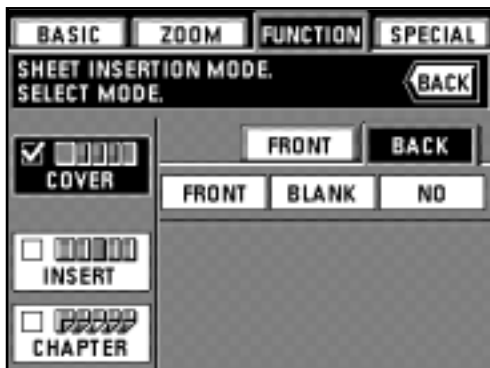 BASIC ZOOM FUNCTION SPECIAL
SHEET INSERTION MODE.
SELECT MODE.
BACK
FRONT BACK
COVER
FRONT BLANK NO
INSERT
CHAPTER